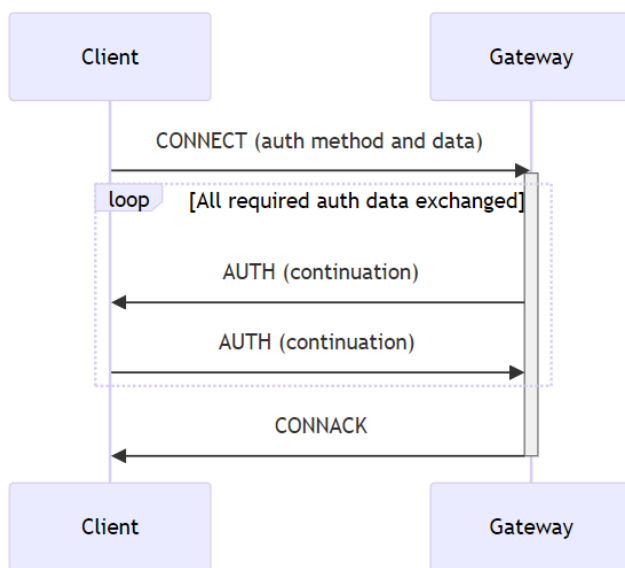 Client
Gateway
CONNECT (auth method and data)
loop
[All required auth data exchanged]
AUTH (continuation)
AUTH (continuation)
CONNACK
Client
Gateway